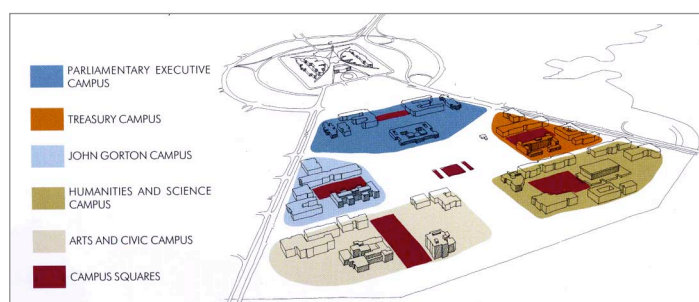 PARLIAMENTARY EXECUTIVE
CAMPUS
TREASURY CAMPUS
JOHN GORTON CAMPUS
HUMANITIES AND SCIENCE
CAMPUS
ARTS AND CIVIC CAMPUS
CAMPUS SQUARES